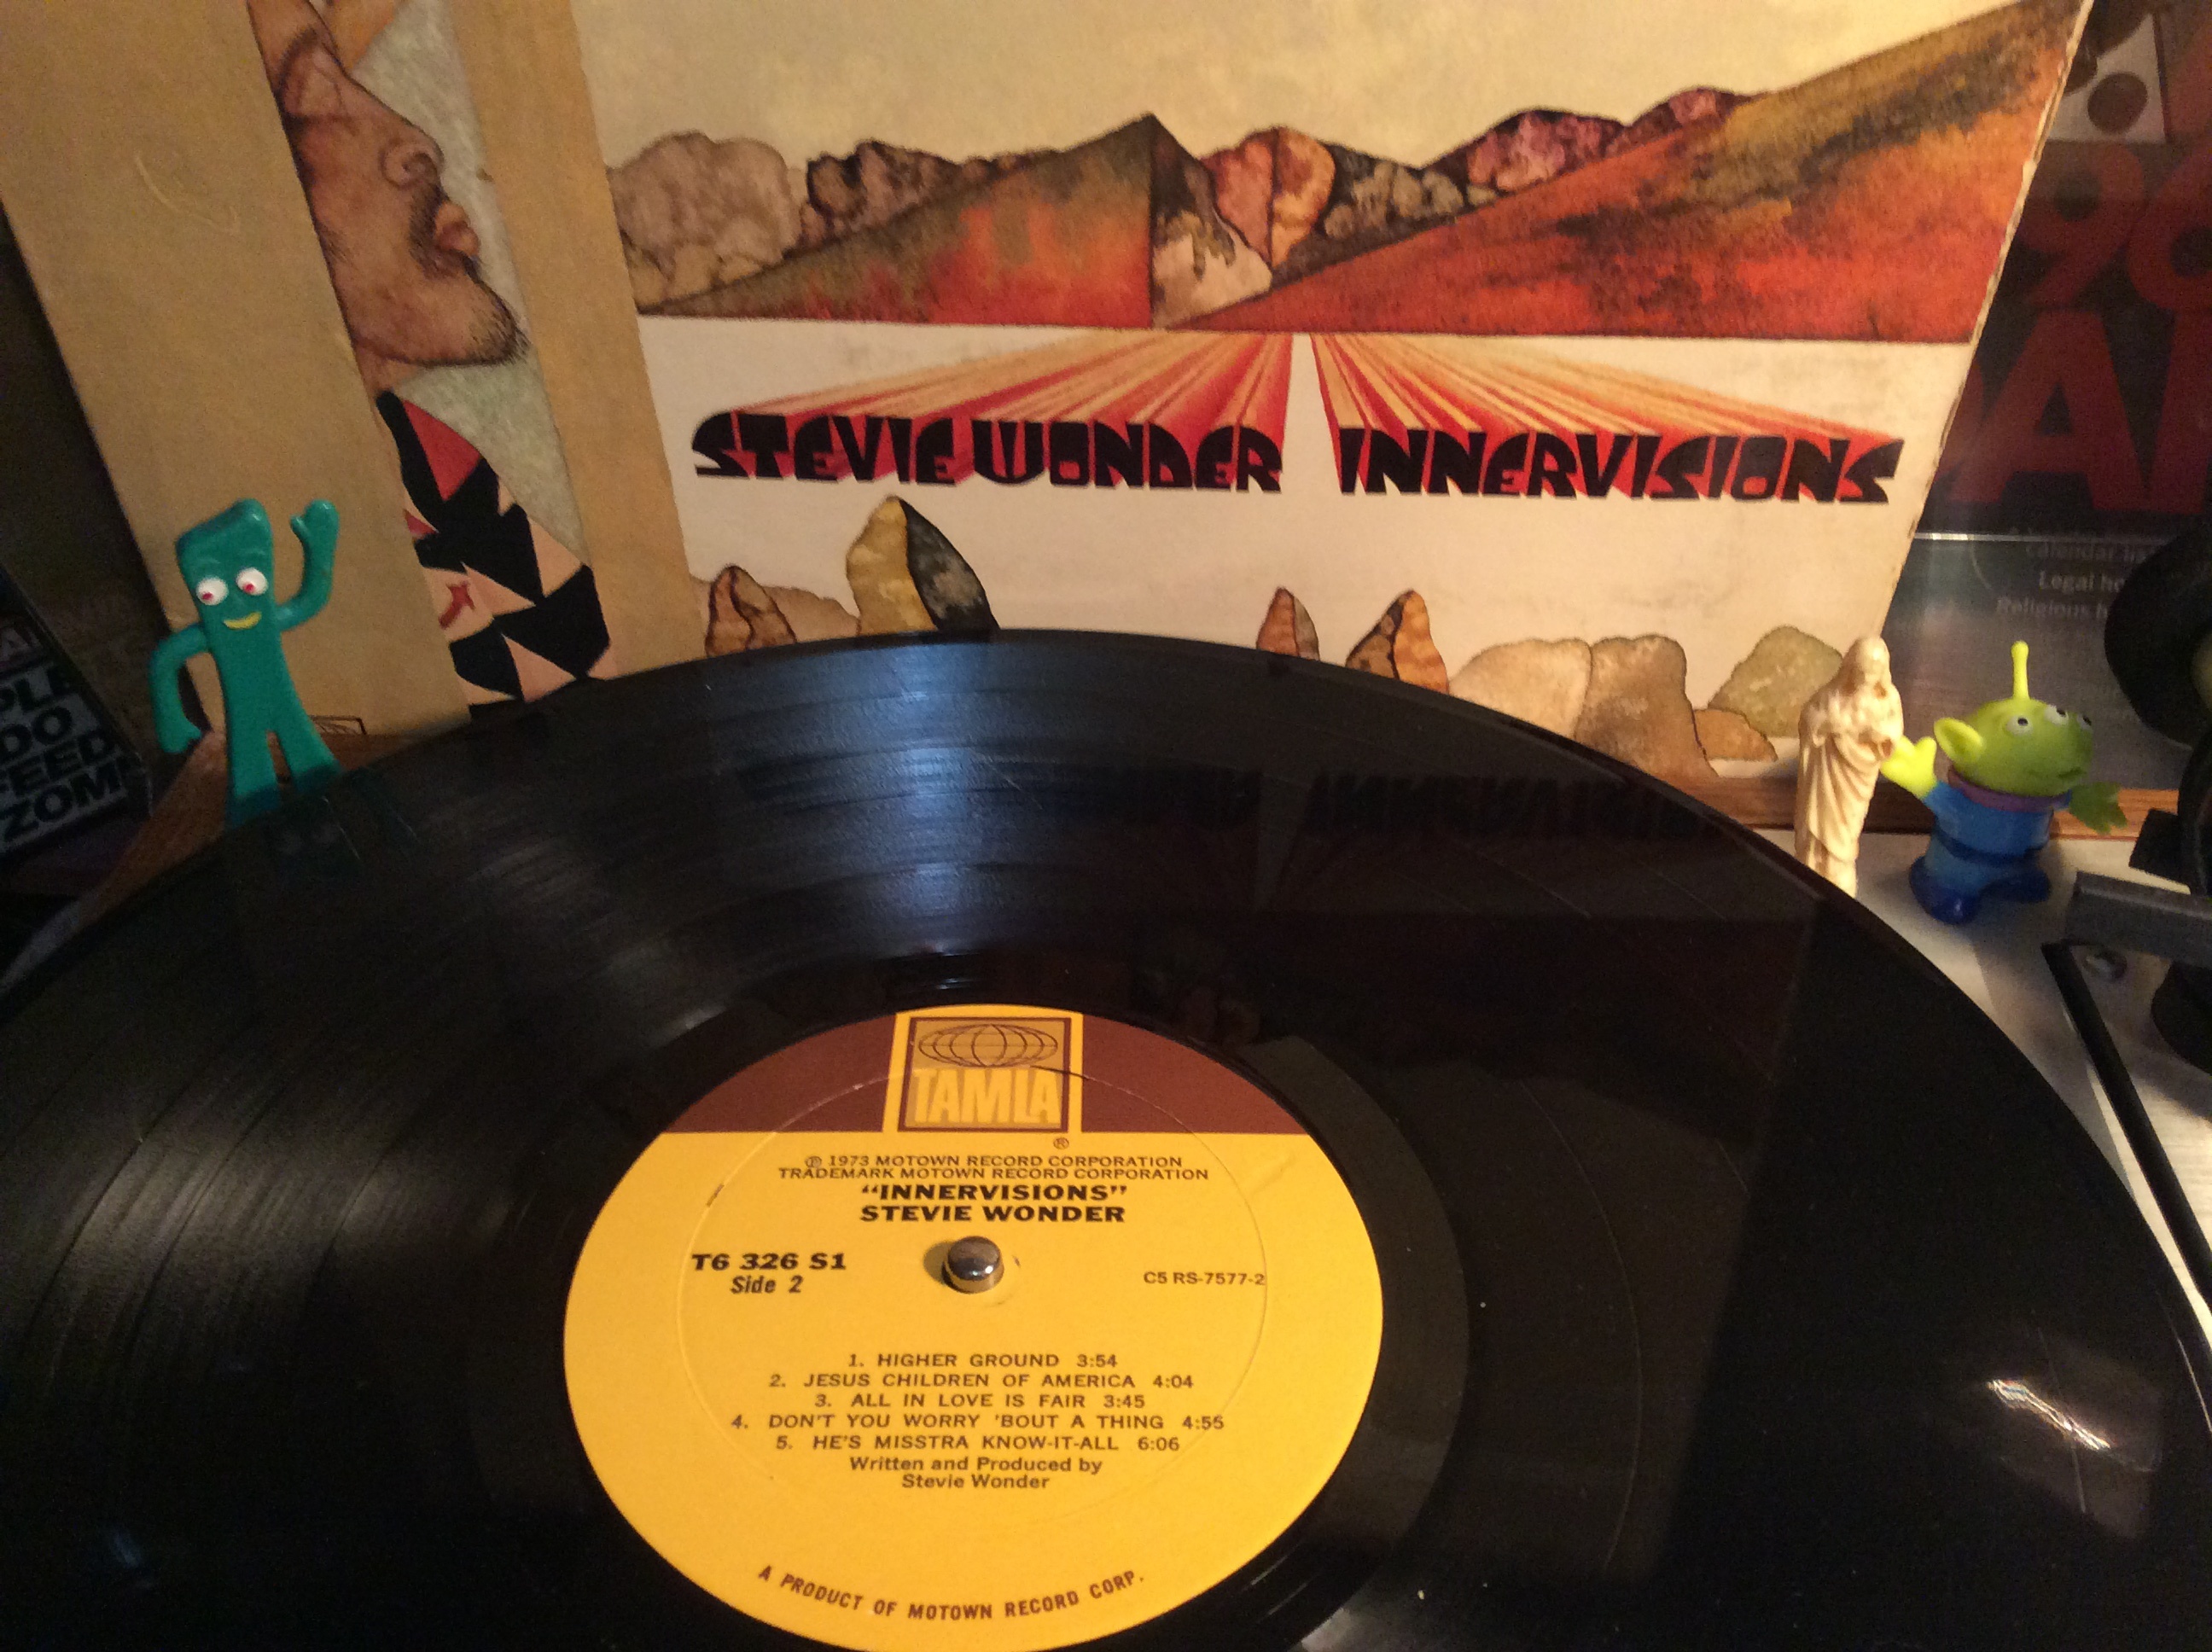 STEVIE WONDER INNERVISIONS
DO
FEED
Legal
TAMLA
®
℗ 1973 MOTOWN RECORD CORPORATION
TRADEMARK MOTOWN RECORD CORPORATION
“INNERVISIONS”
STEVIE WONDER
T6 326 S1
Side 2
C5 RS-7577-2
1. HIGHER GROUND 3:54
2. JESUS CHILDREN OF AMERICA 4:04
3. ALL IN LOVE IS FAIR 3:45
4. DON'T YOU WORRY 'BOUT A THING 4:55
5. HE'S MISSTRA KNOW-IT-ALL 6:06
Written and Produced by
Stevie Wonder
A PRODUCT OF MOTOWN RECORD CORP.